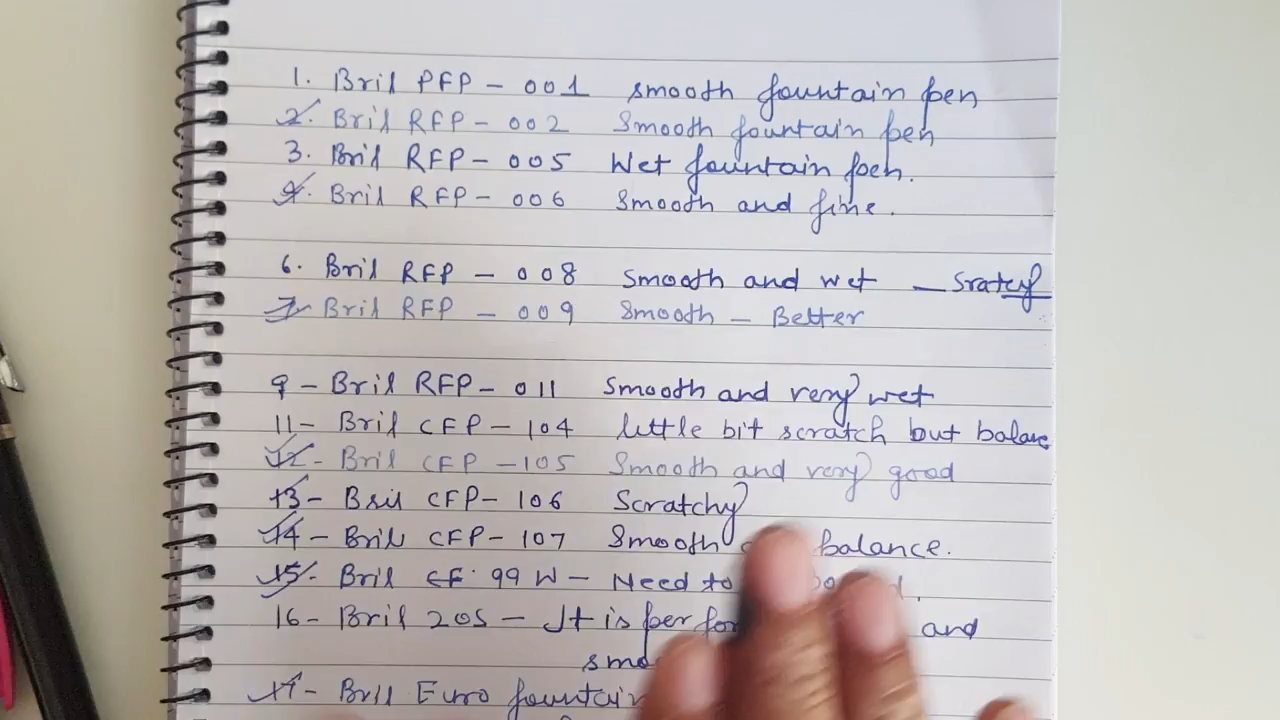 1. Bril PFP - 001 smooth fountain pen
2. Bril RFP - 002 Smooth fountain pen
3. Bril RFP - 005 Wet fountain pen.
4. Bril RFP - 006 Smooth and fine.
6. Bril RFP - 008 Smooth and wet —
7- Bril RFP - 009 Smooth - Better
9 - Bril RFP - 011 Smooth and very wet
11- Bril CFP - 104 little bit scratch but
12- Bril CFP - 105 Smooth and very good
13- Bril CFP - 106 Scratchy
14- Bril CFP - 107 Smooth balance.
15- Bril CF 99 W - Need to
16- Bril 20S - It is and
17- Bril Euro fountain